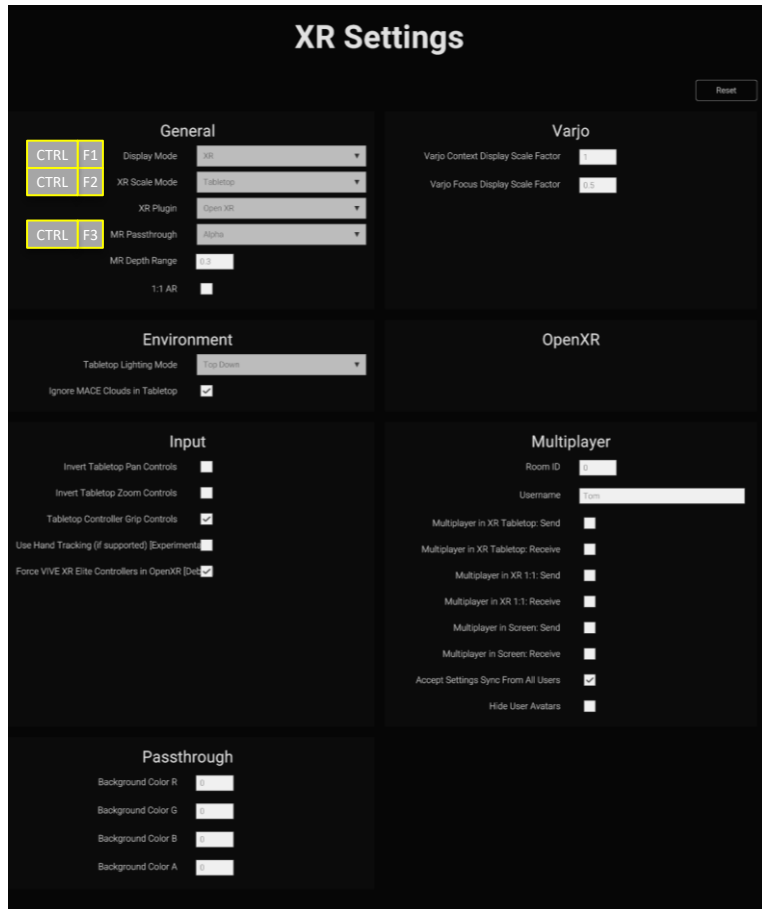 XR Settings
Reset
General
CTRL F1 Display Mode XR
CTRL F2 XR Scale Mode Tabletop
XR Plugin Open XR
CTRL F3 MR Passthrough Alpha
MR Depth Range 0.3
1:1 AR
Varjo
Varjo Context Display Scale Factor 1
Varjo Focus Display Scale Factor 0.5
Environment
Tabletop Lighting Mode Top Down
Ignore MACE Clouds in Tabletop
OpenXR
Input
Invert Tabletop Pan Controls
Invert Tabletop Zoom Controls
Tabletop Controller Grip Controls
Use Hand Tracking (if supported) [Experimenta
Force VIVE XR Elite Controllers in OpenXR [Deb
Multiplayer
Room ID 0
Username Tom
Multiplayer in XR Tabletop: Send
Multiplayer in XR Tabletop: Receive
Multiplayer in XR 1:1: Send
Multiplayer in XR 1:1: Receive
Multiplayer in Screen: Send
Multiplayer in Screen: Receive
Accept Settings Sync From All Users
Hide User Avatars
Passthrough
Background Color R 0
Background Color G 0
Background Color B 0
Background Color A 0